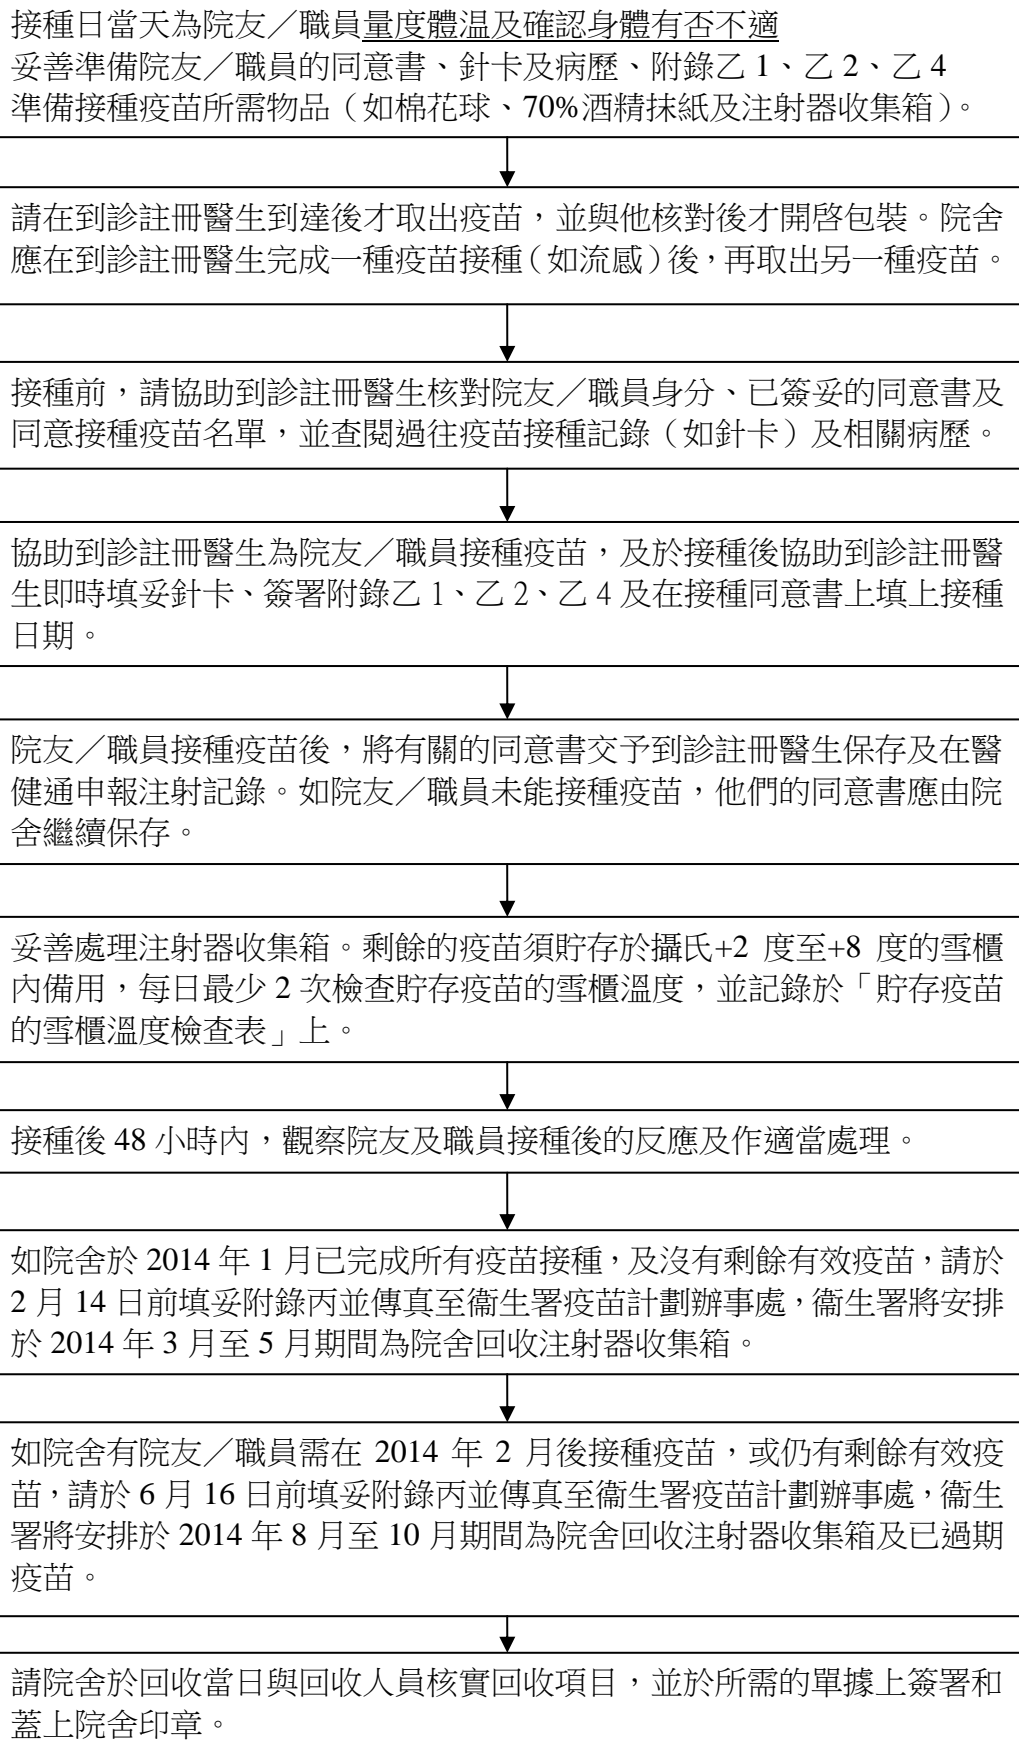 接種日當天為院友／職員量度體温及確認身體有否不適
妥善準備院友／職員的同意書、針卡及病歷、附錄乙 1、乙 2、乙 4
準備接種疫苗所需物品（如棉花球、70%酒精抹紙及注射器收集箱）。
請在到診註冊醫生到達後才取出疫苗，並與他核對後才開啓包裝。院舍
應在到診註冊醫生完成一種疫苗接種（如流感）後，再取出另一種疫苗。
接種前，請協助到診註冊醫生核對院友／職員身分、已簽妥的同意書及
同意接種疫苗名單，並查閱過往疫苗接種記錄（如針卡）及相關病歷。
協助到診註冊醫生為院友／職員接種疫苗，及於接種後協助到診註冊醫
生即時填妥針卡、簽署附錄乙 1、乙 2、乙 4 及在接種同意書上填上接種
日期。
院友／職員接種疫苗後，將有關的同意書交予到診註冊醫生保存及在醫
健通申報注射記錄。如院友／職員未能接種疫苗，他們的同意書應由院
舍繼續保存。
妥善處理注射器收集箱。剩餘的疫苗須貯存於攝氏+2 度至+8 度的雪櫃
內備用，每日最少 2 次檢查貯存疫苗的雪櫃溫度，並記錄於「貯存疫苗
的雪櫃溫度檢查表」上。
接種後 48 小時內，觀察院友及職員接種後的反應及作適當處理。
如院舍於 2014 年 1 月已完成所有疫苗接種，及沒有剩餘有效疫苗，請於
2 月 14 日前填妥附錄丙並傳真至衞生署疫苗計劃辦事處，衞生署將安排
於 2014 年 3 月至 5 月期間為院舍回收注射器收集箱。
如院舍有院友／職員需在 2014 年 2 月後接種疫苗，或仍有剩餘有效疫
苗，請於 6 月 16 日前填妥附錄丙並傳真至衞生署疫苗計劃辦事處，衞生
署將安排於 2014 年 8 月至 10 月期間為院舍回收注射器收集箱及已過期
疫苗。
請院舍於回收當日與回收人員核實回收項目，並於所需的單據上簽署和
蓋上院舍印章。